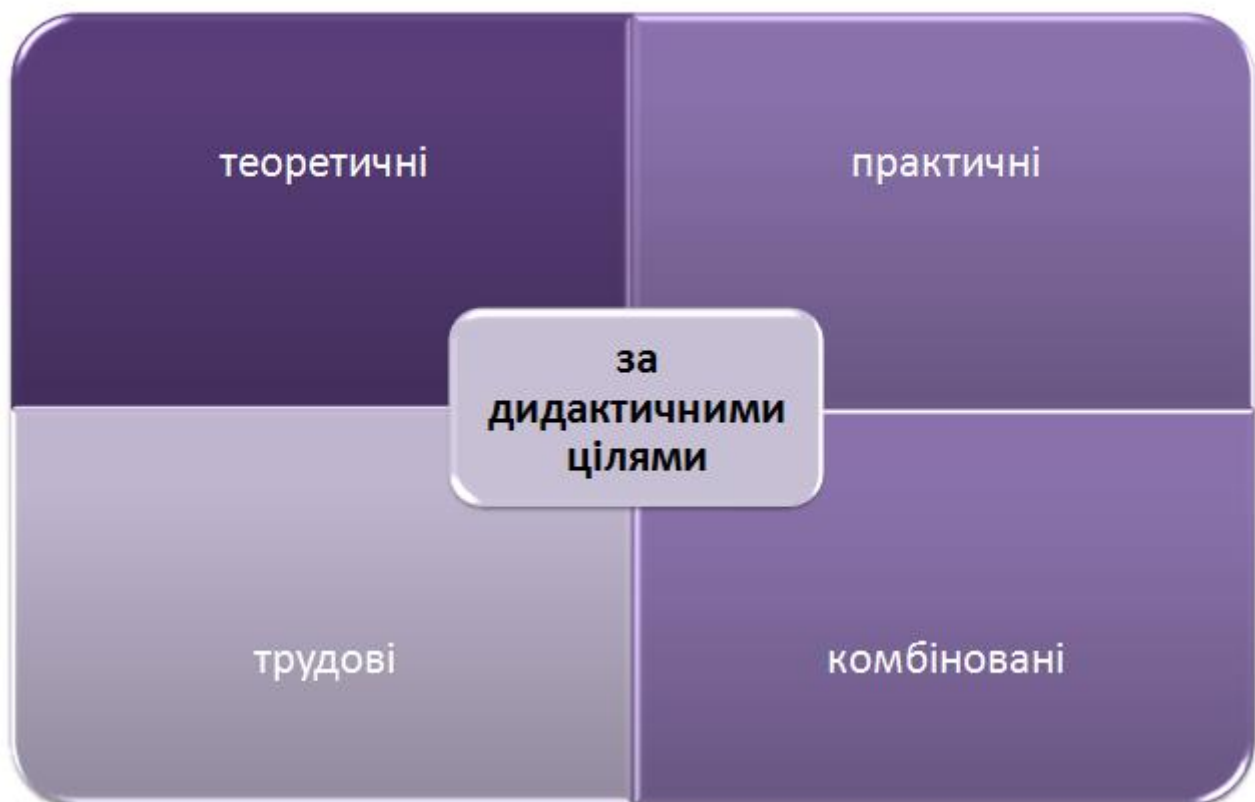 теоретичні
практичні
за
дидактичними
цілями
трудові
комбіновані